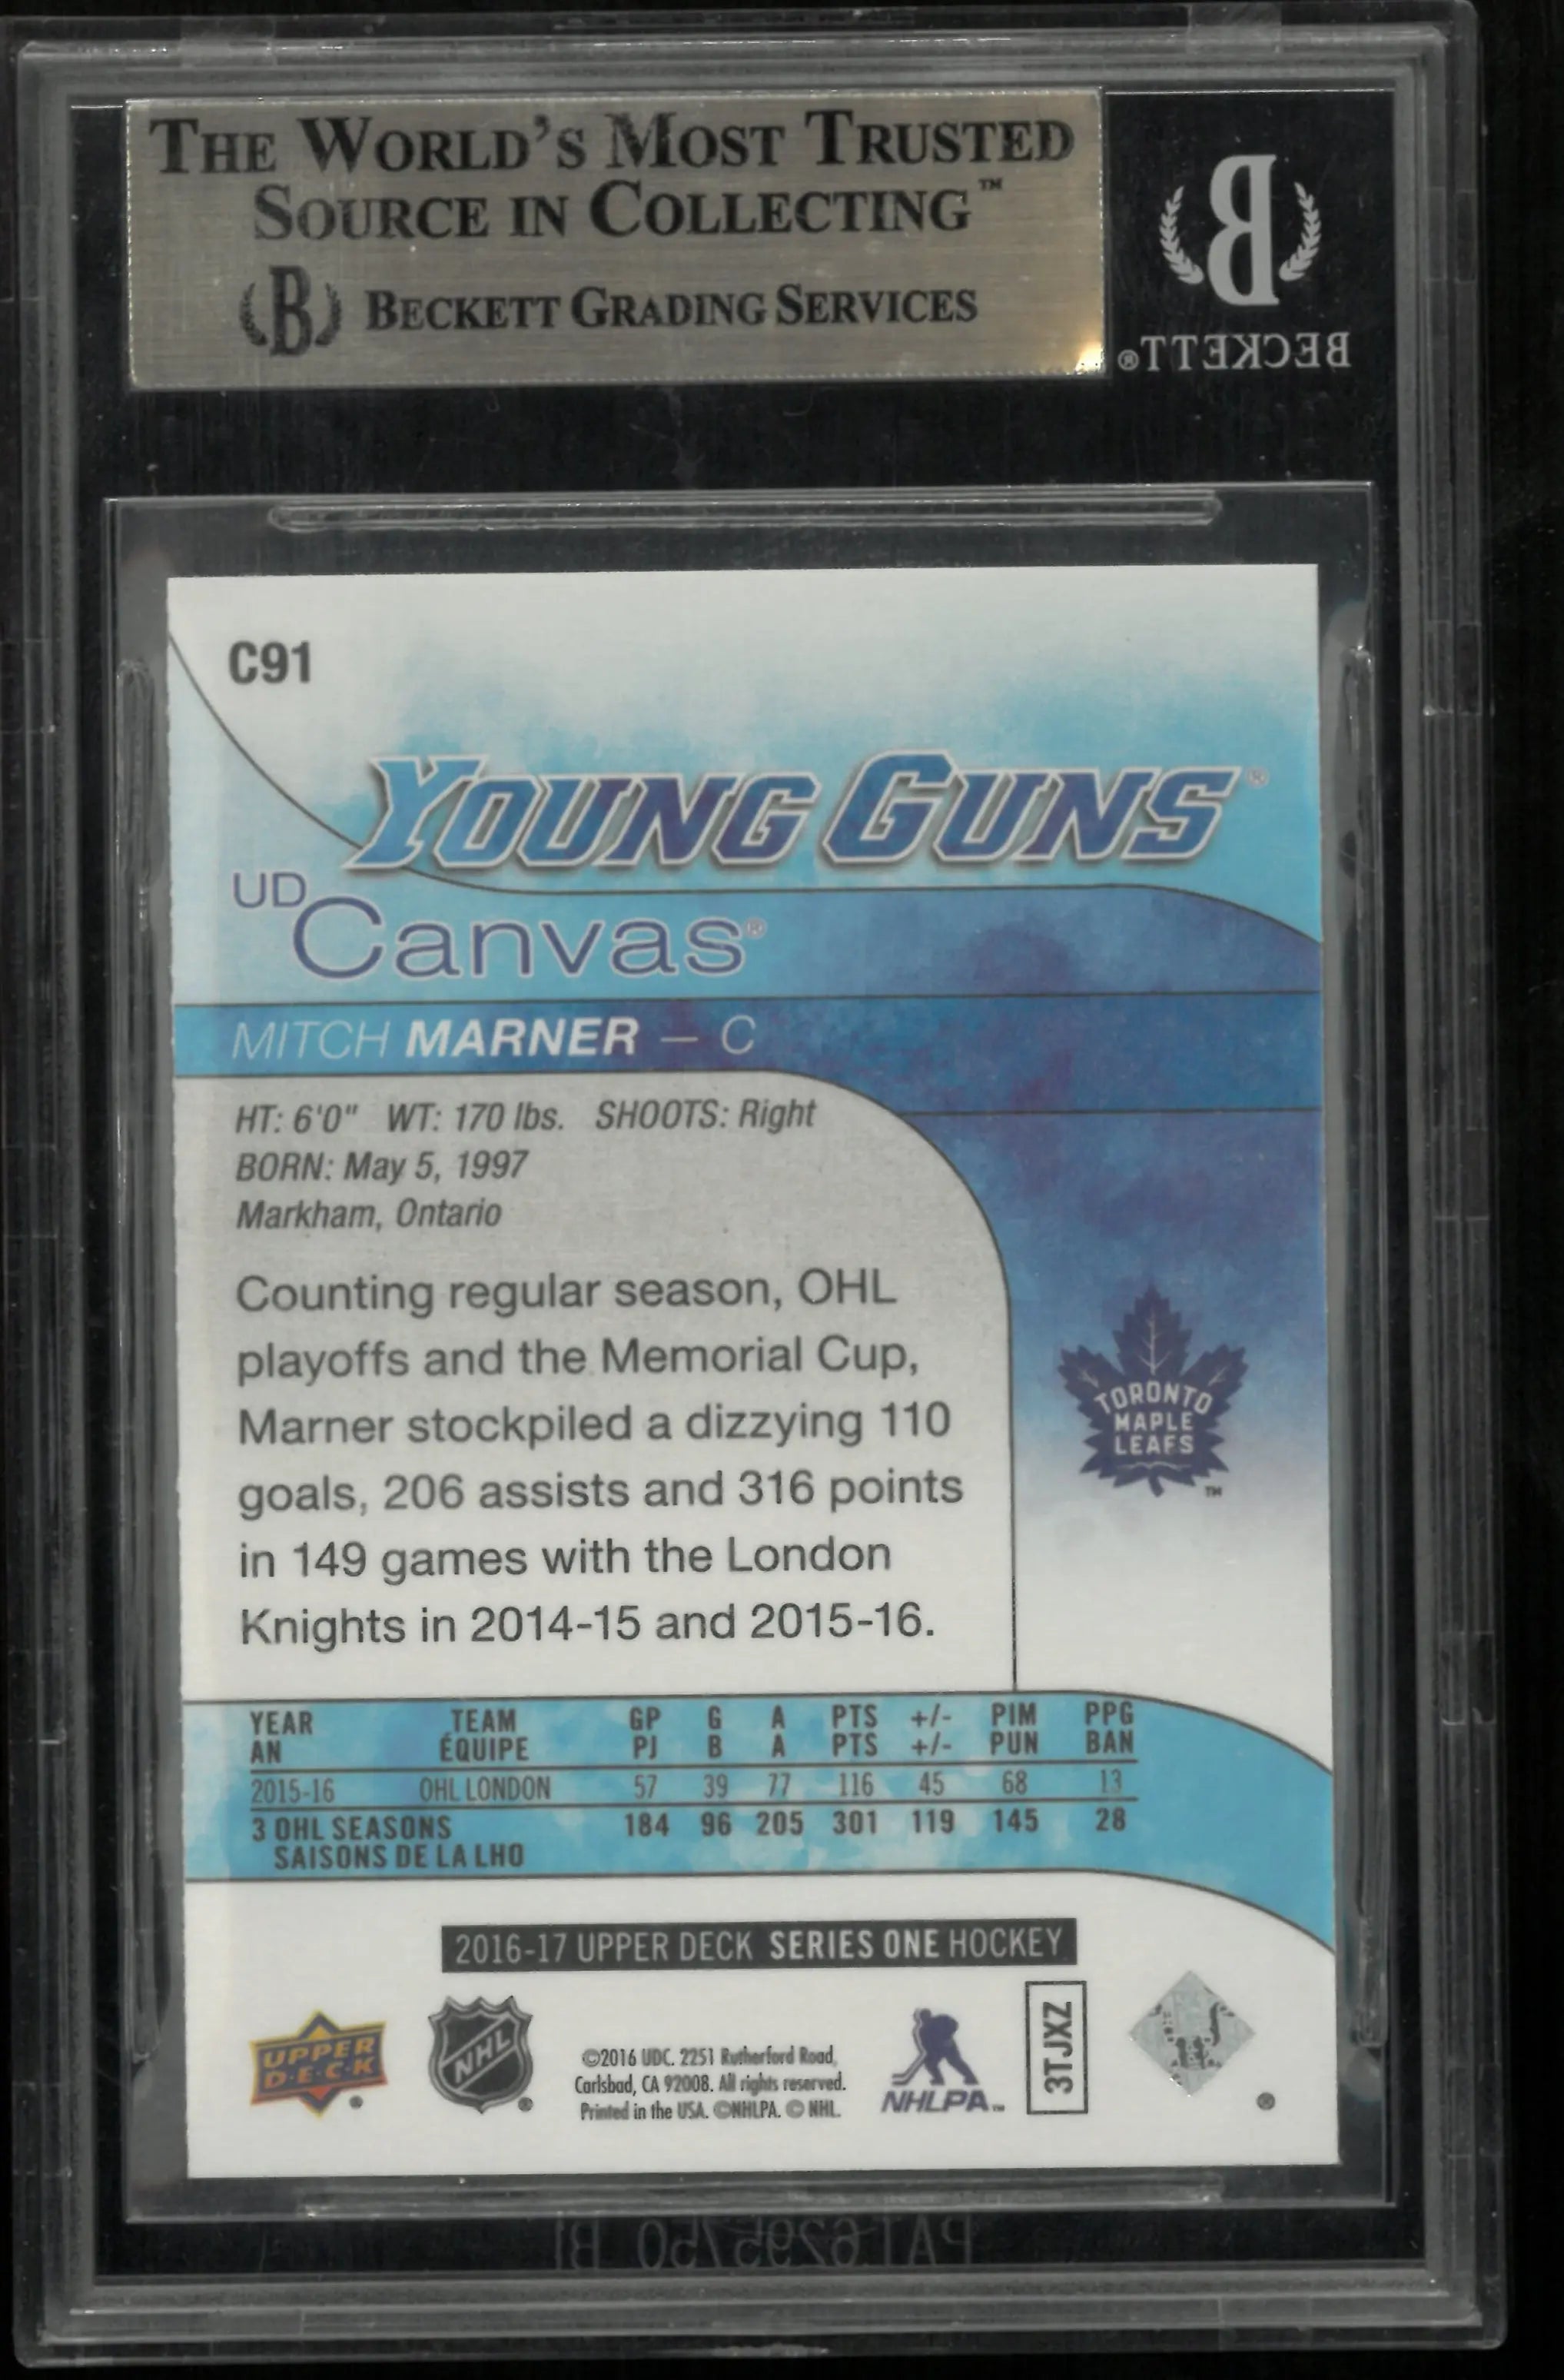 THE WORLD'S MOST TRUSTED
SOURCE IN COLLECTING™
B BECKETT GRADING SERVICES
B
BECKETT®
C91
YOUNG GUNS®
UD Canvas®
MITCH MARNER – C
HT: 6'0" WT: 170 lbs. SHOOTS: Right
BORN: May 5, 1997
Markham, Ontario
Counting regular season, OHL
playoffs and the Memorial Cup,
Marner stockpiled a dizzying 110
goals, 206 assists and 316 points
in 149 games with the London
Knights in 2014-15 and 2015-16.
TORONTO
MAPLE
LEAFS
™
YEAR TEAM GP G A PTS +/- PIM PPG
AN ÉQUIPE PJ B A PTS +/- PUN BAN
2015-16 OHL LONDON 57 39 77 116 45 68 13
3 OHL SEASONS 184 96 205 301 119 145 28
SAISONS DE LA LHO
2016-17 UPPER DECK SERIES ONE HOCKEY
UPPER
D·E·C·K
®
NHL
®
©2016 UDC. 2251 Rutherford Road,
Carlsbad, CA 92008. All rights reserved.
Printed in the USA. ©NHLPA. © NHL.
NHLPA™
3TJXZ
®